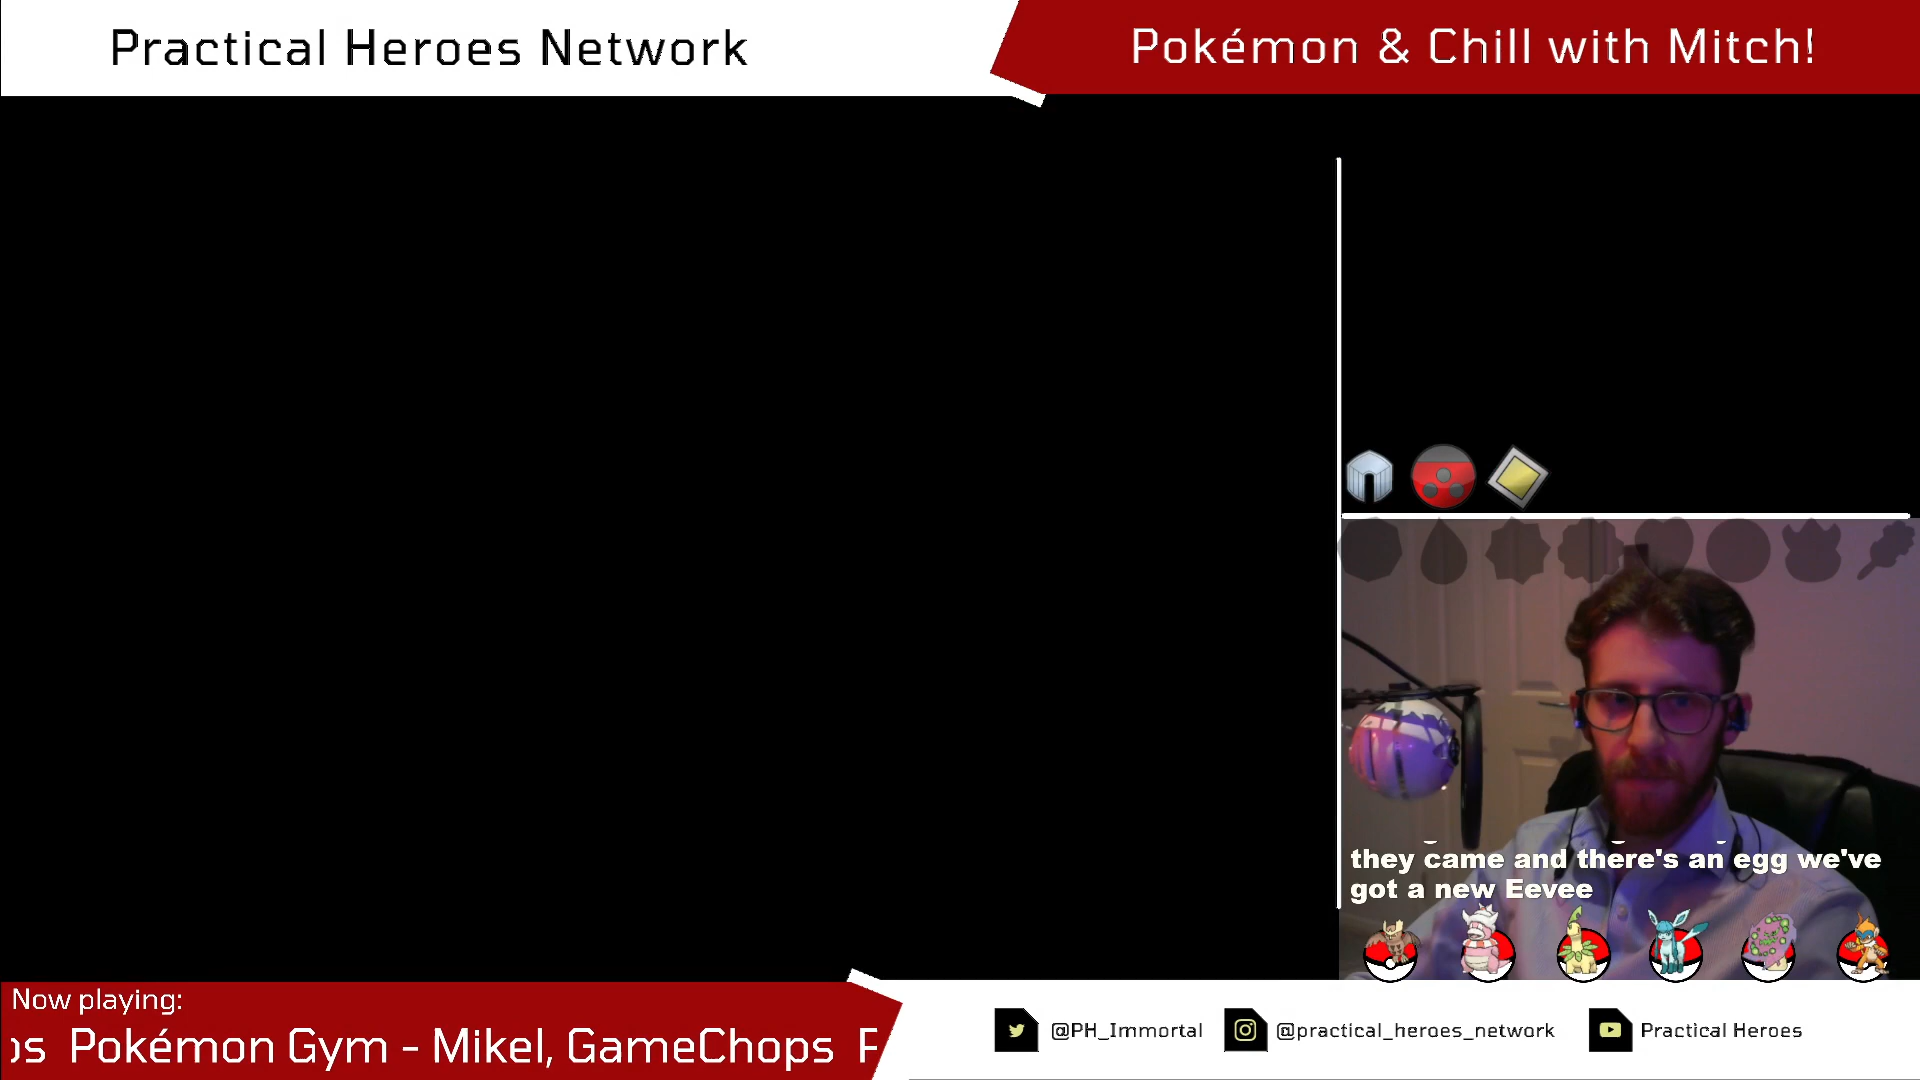 Practical Heroes Network
Pokémon & Chill with Mitch!
they came and there's an egg we've
got a new Eevee
Now playing:
Pokémon Gym - Mikel, GameChops
@PH_Immortal
@practical_heroes_network
Practical Heroes